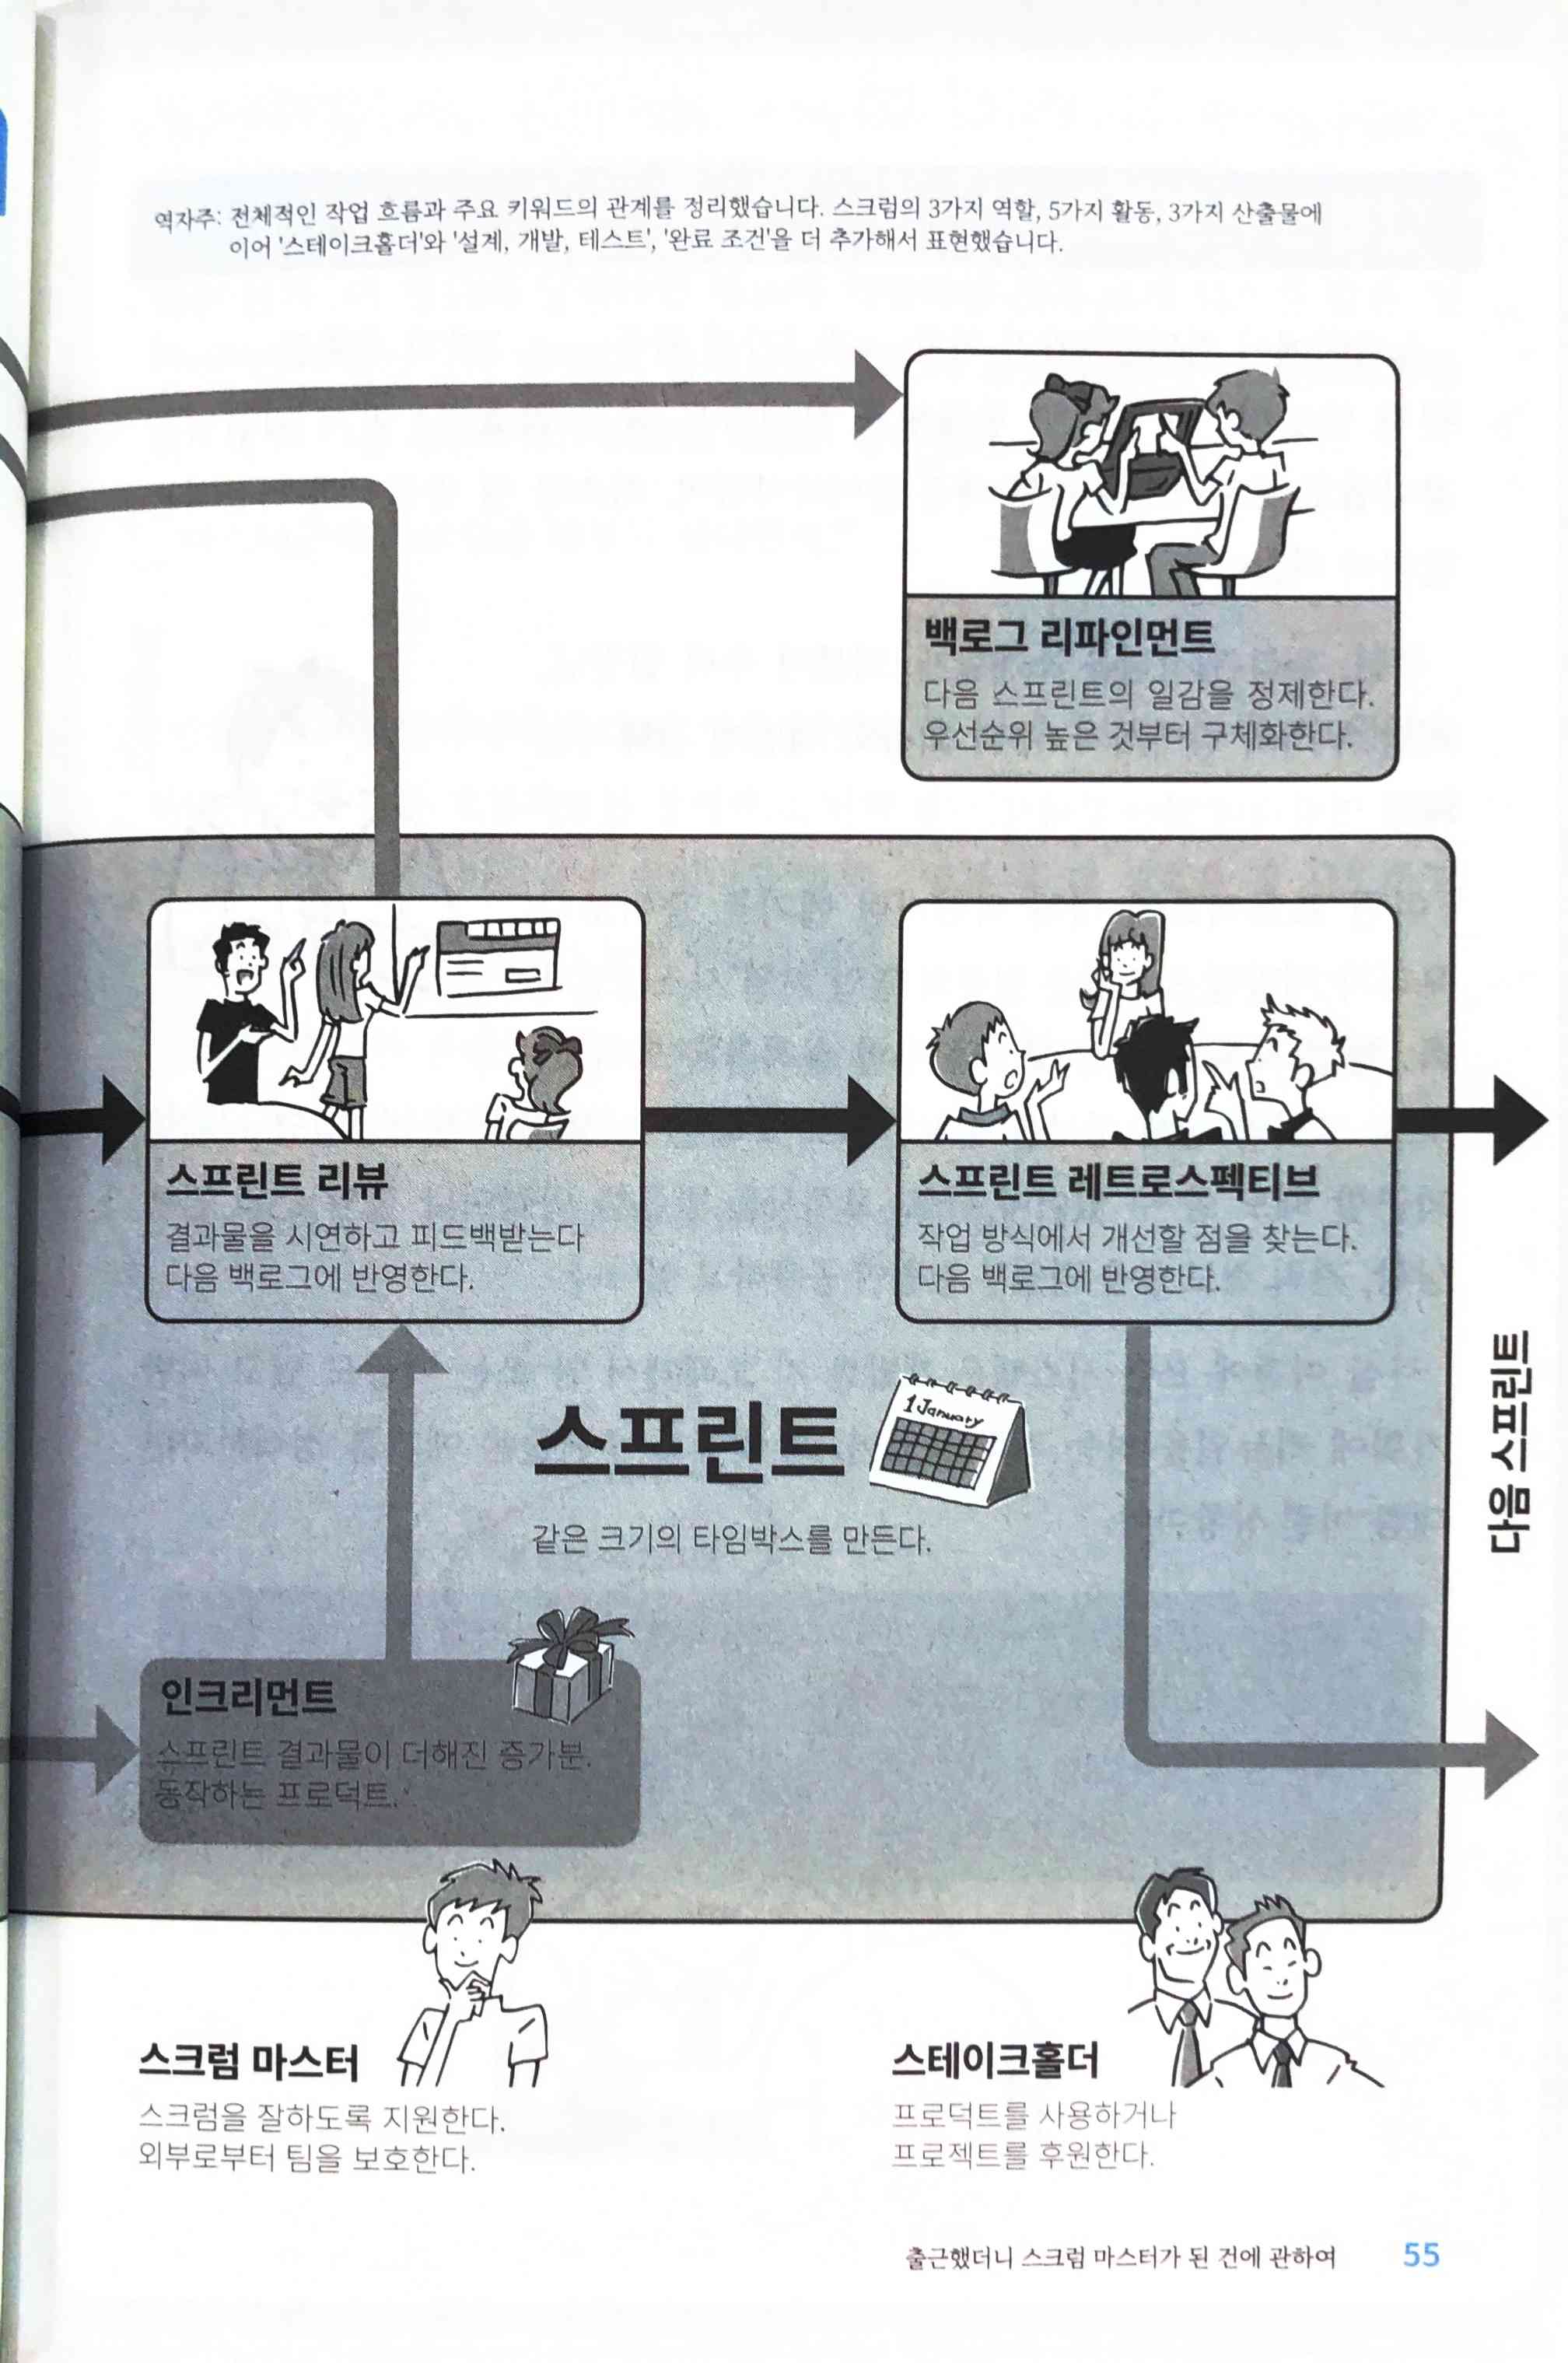 역자주: 전체적인 작업 흐름과 주요 키워드의 관계를 정리했습니다. 스크럼의 3가지 역할, 5가지 활동, 3가지 산출물에
이어 '스테이크홀더'와 '설계, 개발, 테스트', '완료 조건'을 더 추가해서 표현했습니다.
백로그 리파인먼트
다음 스프린트의 일감을 정제한다.
우선순위 높은 것부터 구체화한다.
스프린트 리뷰
결과물을 시연하고 피드백받는다
다음 백로그에 반영한다.
스프린트 레트로스펙티브
작업 방식에서 개선할 점을 찾는다.
다음 백로그에 반영한다.
다음 스프린트
스프린트
1 January
같은 크기의 타임박스를 만든다.
인크리먼트
스프린트 결과물이 더해진 증가분.
동작하는 프로덕트.
스크럼 마스터
스크럼을 잘하도록 지원한다.
외부로부터 팀을 보호한다.
스테이크홀더
프로덕트를 사용하거나
프로젝트를 후원한다.
출근했더니 스크럼 마스터가 된 건에 관하여 55